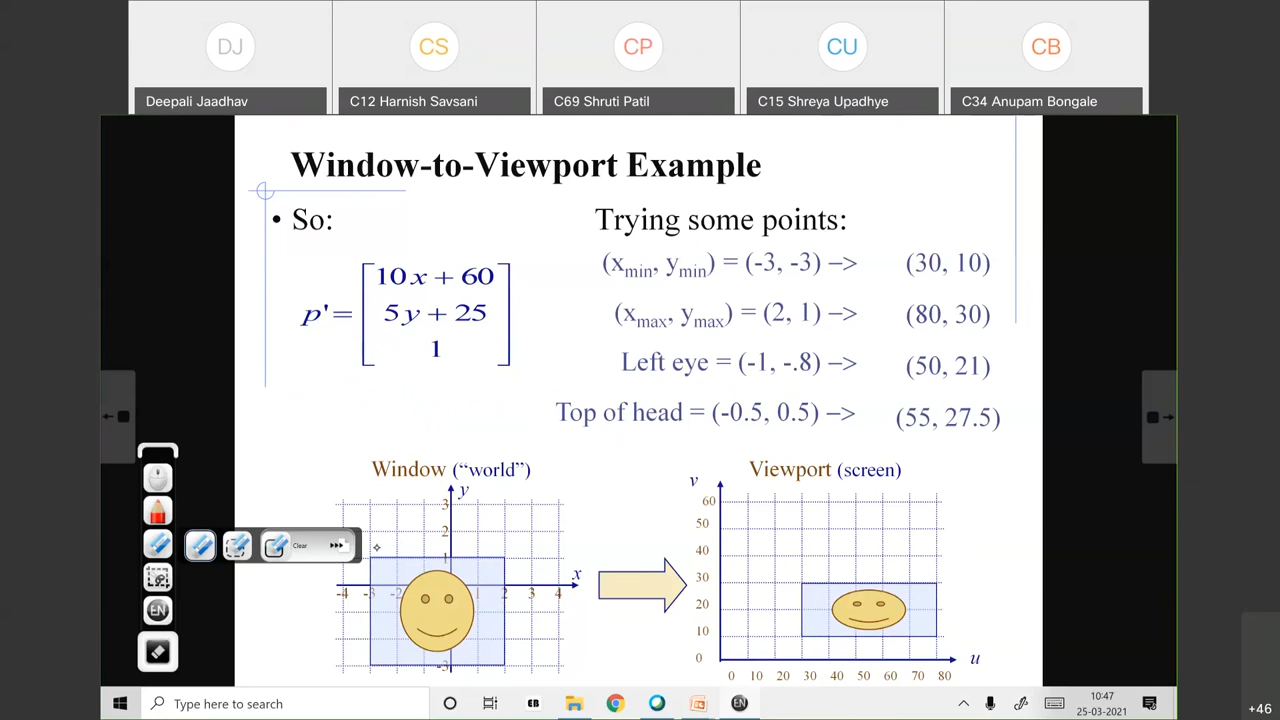 DJ CS CP CU CB
Deepali Jaadhav C12 Harnish Savsani C69 Shruti Patil C15 Shreya Upadhye C34 Anupam Bongale
Window-to-Viewport Example
• So: Trying some points:
p' = [10x + 60
5y + 25
1]
(xmin, ymin) = (-3, -3) –> (30, 10)
(xmax, ymax) = (2, 1) –> (80, 30)
Left eye = (-1, -.8) –> (50, 21)
Top of head = (-0.5, 0.5) –> (55, 27.5)
Window (“world”) Viewport (screen)
y
3
2
1
x
-4 -3 -2 1 2 3 4
-3
v
60
50
40
30
20
10
0
u
0 10 20 30 40 50 60 70 80
Clear
EN
Type here to search
EB
EN
10:47
25-03-2021
+46